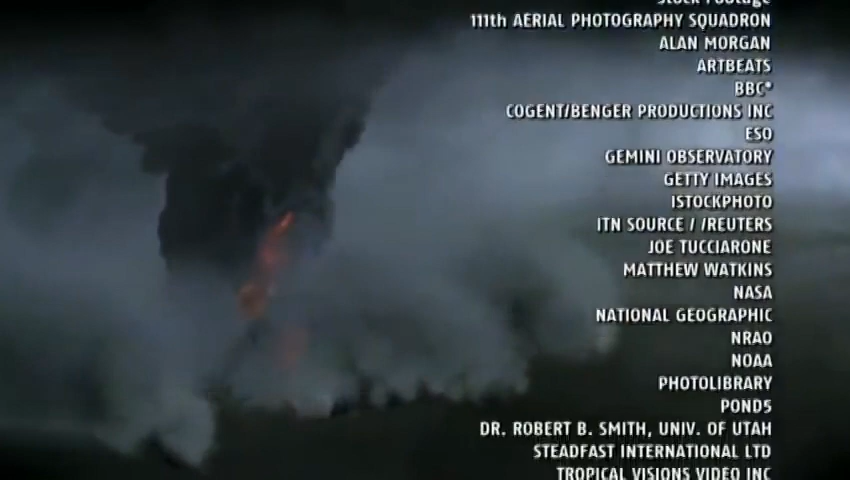 Stock Footage
111th AERIAL PHOTOGRAPHY SQUADRON
ALAN MORGAN
ARTBEATS
BBC*
COGENT/BENGER PRODUCTIONS INC
ESO
GEMINI OBSERVATORY
GETTY IMAGES
ISTOCKPHOTO
ITN SOURCE / /REUTERS
JOE TUCCIARONE
MATTHEW WATKINS
NASA
NATIONAL GEOGRAPHIC
NRAO
NOAA
PHOTOLIBRARY
POND5
DR. ROBERT B. SMITH, UNIV. OF UTAH
STEADFAST INTERNATIONAL LTD
TROPICAL VISIONS VIDEO INC